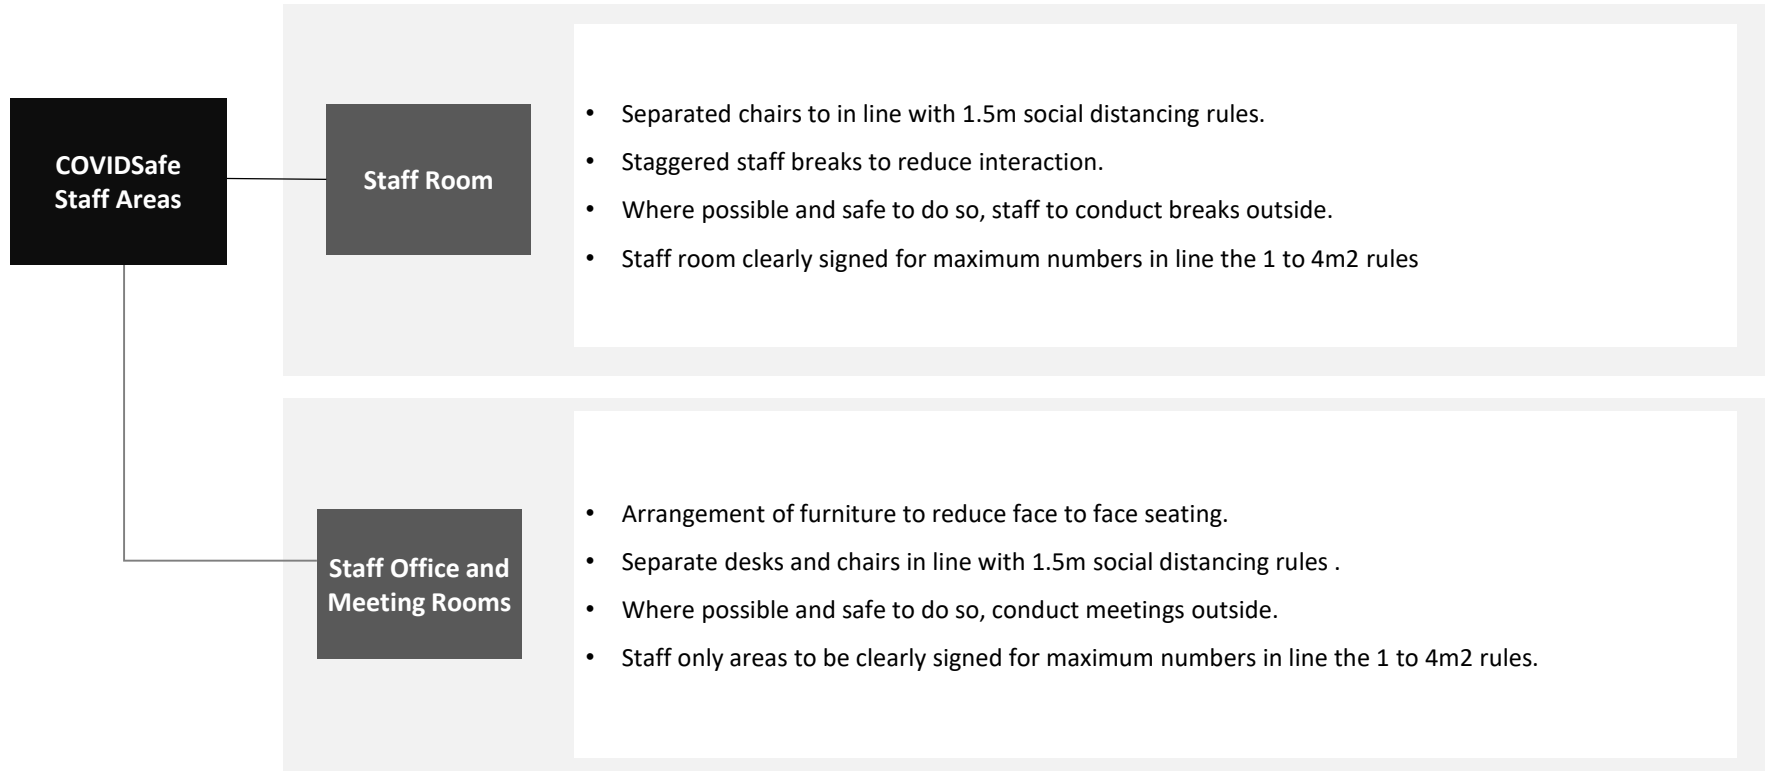 COVIDSafe
Staff Areas
Staff Room
• Separated chairs to in line with 1.5m social distancing rules.
• Staggered staff breaks to reduce interaction.
• Where possible and safe to do so, staff to conduct breaks outside.
• Staff room clearly signed for maximum numbers in line the 1 to 4m2 rules
Staff Office and
Meeting Rooms
• Arrangement of furniture to reduce face to face seating.
• Separate desks and chairs in line with 1.5m social distancing rules .
• Where possible and safe to do so, conduct meetings outside.
• Staff only areas to be clearly signed for maximum numbers in line the 1 to 4m2 rules.